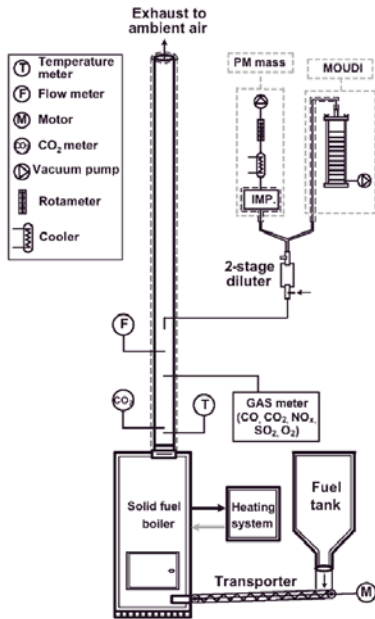 Exhaust to
ambient air
T Temperature
meter
F Flow meter
M Motor
CO₂ CO₂ meter
Vacuum pump
Rotameter
Cooler
PM mass
MOUDI
IMP.
2-stage
diluter
F
GAS meter
(CO, CO₂, NOₓ,
SO₂, O₂)
CO₂
T
Solid fuel
boiler
Heating
system
Fuel
tank
Transporter
M